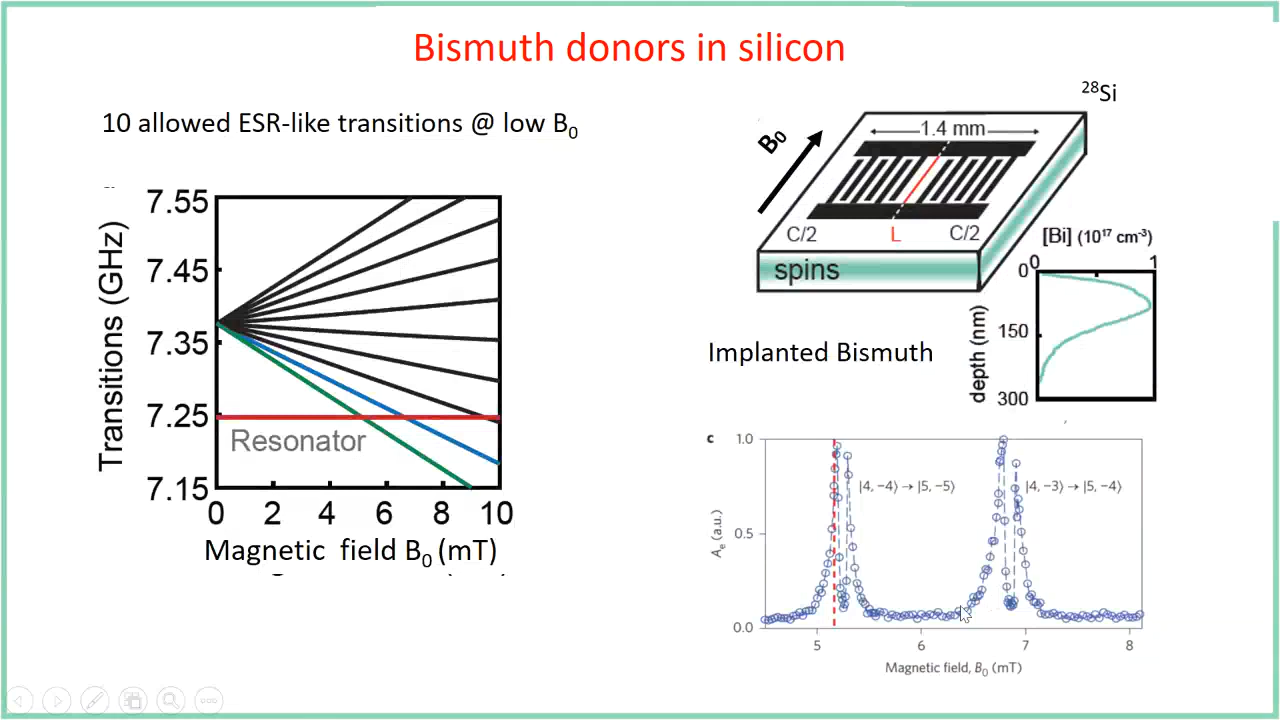 Bismuth donors in silicon
10 allowed ESR-like transitions @ low B₀
7.55
7.45
7.35
7.25
7.15
Transitions (GHz)
Resonator
0 2 4 6 8 10
Magnetic field B₀ (mT)
²⁸Si
B₀
1.4 mm
C/2 L C/2
spins
[Bi] (10¹⁷ cm⁻³)
0 1
0
150
300
depth (nm)
Implanted Bismuth
c
1.0
0.5
0.0
Aₑ (a.u.)
|4, −4⟩ → |5, −5⟩
|4, −3⟩ → |5, −4⟩
5 6 7 8
Magnetic field, B₀ (mT)